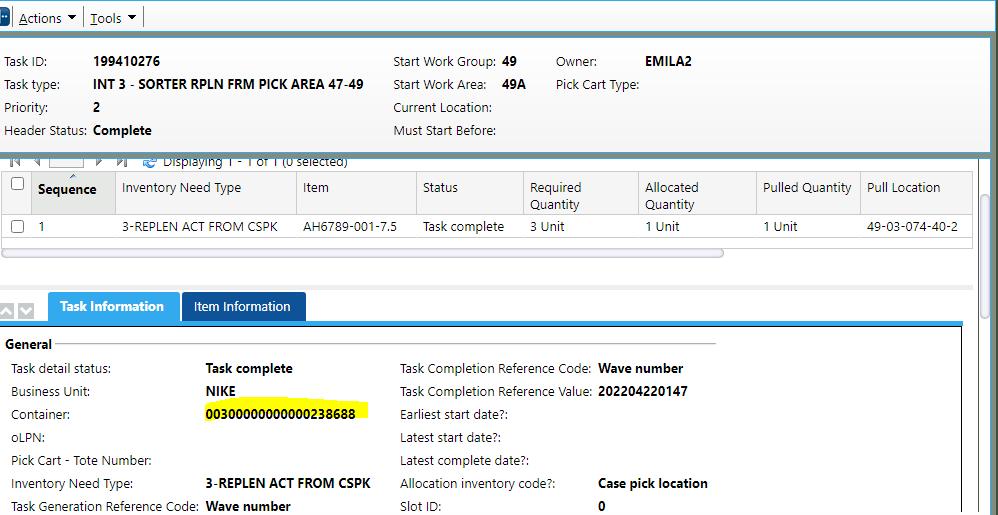 Actions Tools
Task ID: 199410276 Start Work Group: 49 Owner: EMILA2
Task type: INT 3 - SORTER RPLN FRM PICK AREA 47-49 Start Work Area: 49A Pick Cart Type:
Priority: 2 Current Location:
Header Status: Complete Must Start Before:
Displaying 1 - 1 of 1 (0 selected)
Sequence Inventory Need Type Item Status Required Quantity Allocated Quantity Pulled Quantity Pull Location
1 3-REPLEN ACT FROM CSPK AH6789-001-7.5 Task complete 3 Unit 1 Unit 1 Unit 49-03-074-40-2
Task Information Item Information
General
Task detail status: Task complete Task Completion Reference Code: Wave number
Business Unit: NIKE Task Completion Reference Value: 202204220147
Container: 00300000000000238688 Earliest start date?:
oLPN: Latest start date?:
Pick Cart - Tote Number: Latest complete date?:
Inventory Need Type: 3-REPLEN ACT FROM CSPK Allocation inventory code?: Case pick location
Task Generation Reference Code: Wave number Slot ID: 0